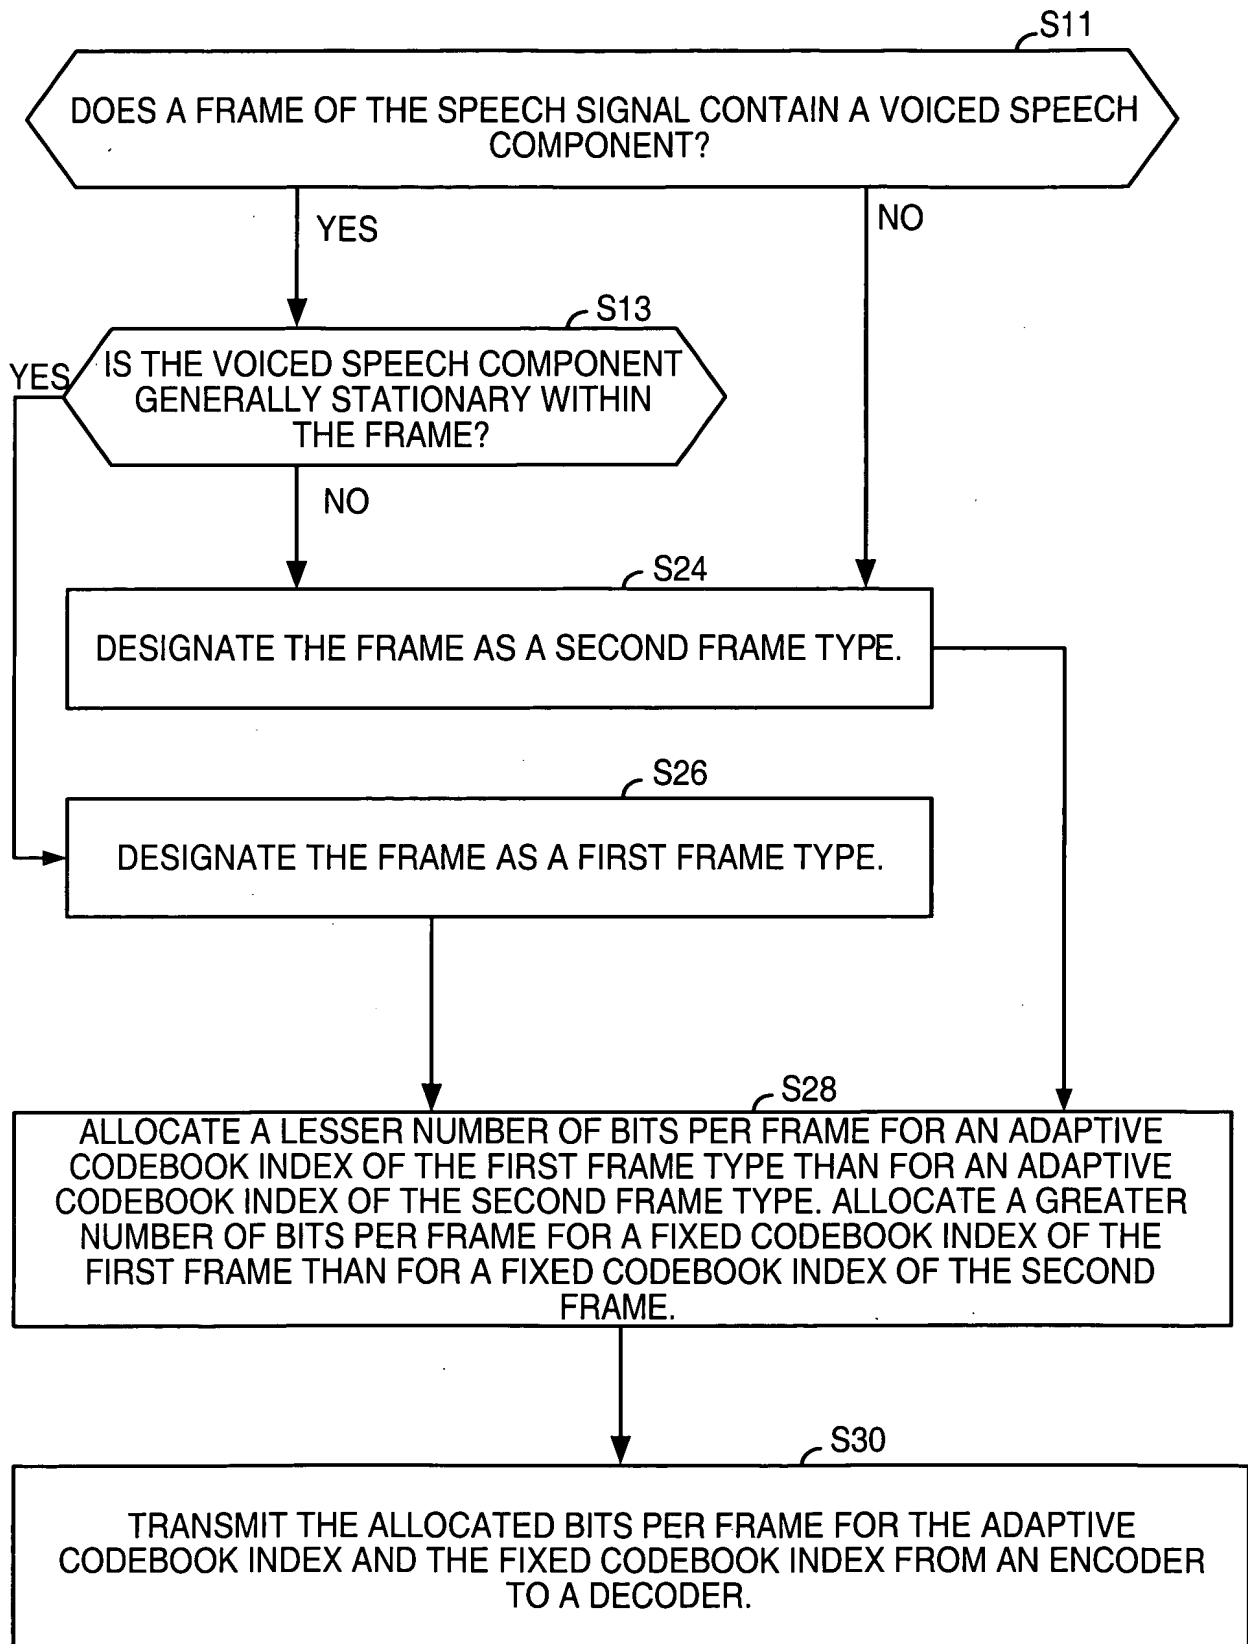 S11
DOES A FRAME OF THE SPEECH SIGNAL CONTAIN A VOICED SPEECH
COMPONENT?
YES
NO
S13
YES
IS THE VOICED SPEECH COMPONENT
GENERALLY STATIONARY WITHIN
THE FRAME?
NO
S24
DESIGNATE THE FRAME AS A SECOND FRAME TYPE.
S26
DESIGNATE THE FRAME AS A FIRST FRAME TYPE.
S28
ALLOCATE A LESSER NUMBER OF BITS PER FRAME FOR AN ADAPTIVE
CODEBOOK INDEX OF THE FIRST FRAME TYPE THAN FOR AN ADAPTIVE
CODEBOOK INDEX OF THE SECOND FRAME TYPE. ALLOCATE A GREATER
NUMBER OF BITS PER FRAME FOR A FIXED CODEBOOK INDEX OF THE
FIRST FRAME THAN FOR A FIXED CODEBOOK INDEX OF THE SECOND
FRAME.
S30
TRANSMIT THE ALLOCATED BITS PER FRAME FOR THE ADAPTIVE
CODEBOOK INDEX AND THE FIXED CODEBOOK INDEX FROM AN ENCODER
TO A DECODER.